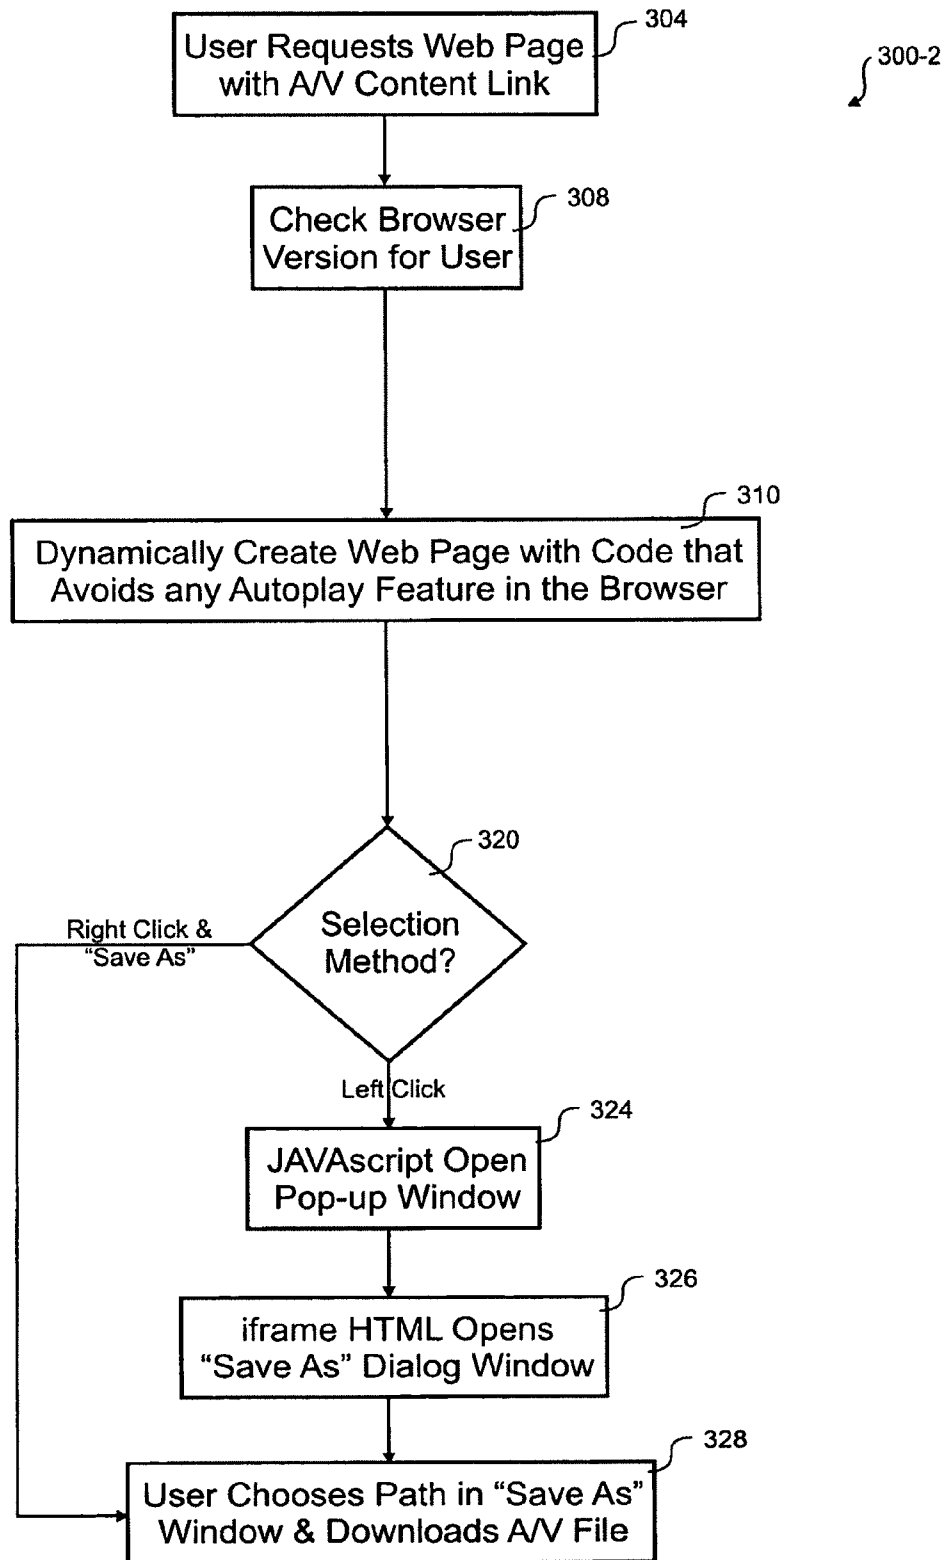 304
User Requests Web Page
with A/V Content Link
300-2
308
Check Browser
Version for User
310
Dynamically Create Web Page with Code that
Avoids any Autoplay Feature in the Browser
320
Selection
Method?
Right Click &
“Save As”
Left Click
324
JAVAscript Open
Pop-up Window
326
iframe HTML Opens
“Save As” Dialog Window
328
User Chooses Path in “Save As”
Window & Downloads A/V File